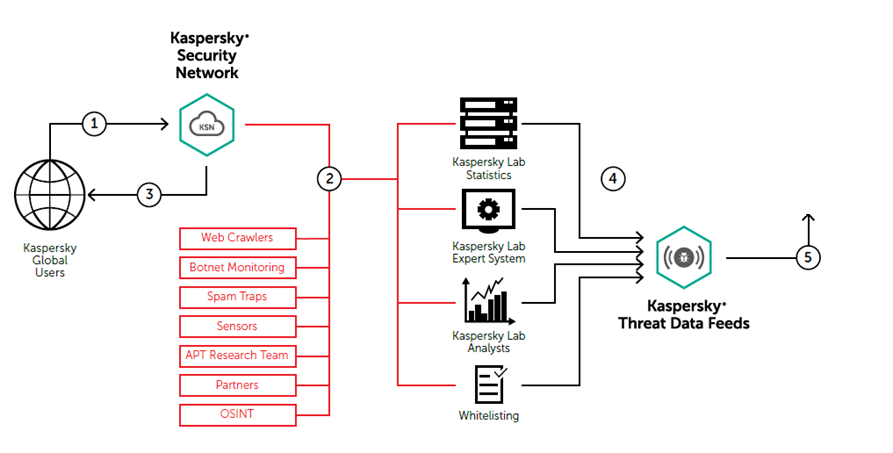 Kaspersky
Security
Network
1
KSN
2
3
Kaspersky
Global
Users
Web Crawlers
Botnet Monitoring
Spam Traps
Sensors
APT Research Team
Partners
OSINT
Kaspersky Lab
Statistics
Kaspersky Lab
Expert System
Kaspersky Lab
Analysts
Whitelisting
4
Kaspersky
Threat Data Feeds
5